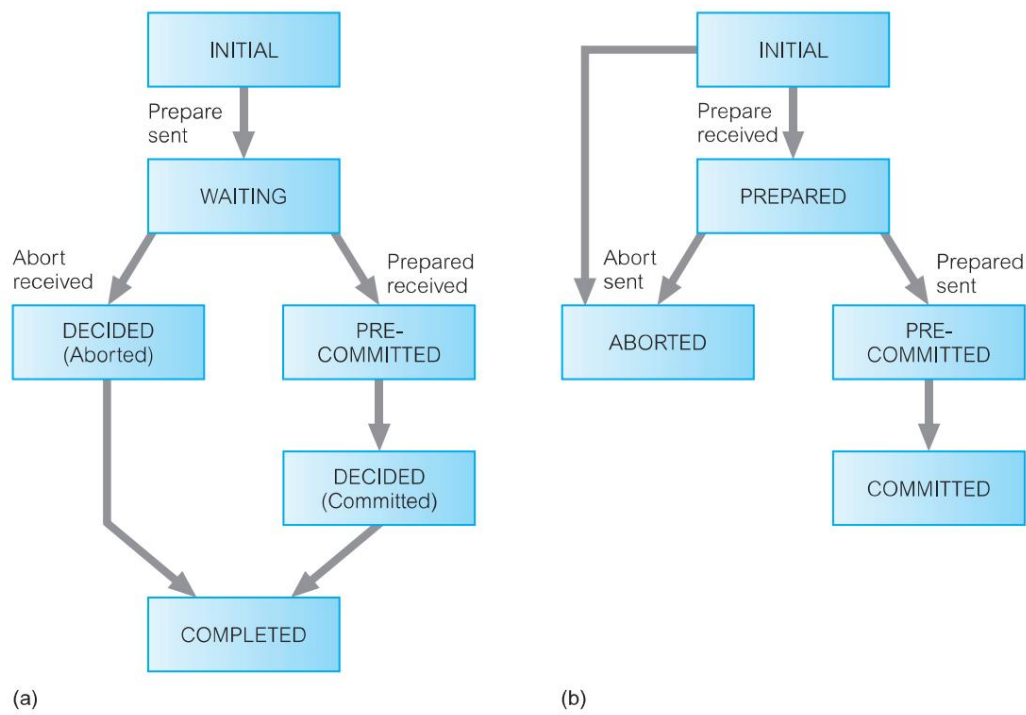 INITIAL
Prepare
sent
WAITING
Abort
received
Prepared
received
DECIDED
(Aborted)
PRE-
COMMITTED
DECIDED
(Committed)
COMPLETED
(a)
INITIAL
Prepare
received
PREPARED
Abort
sent
Prepared
sent
ABORTED
PRE-
COMMITTED
COMMITTED
(b)